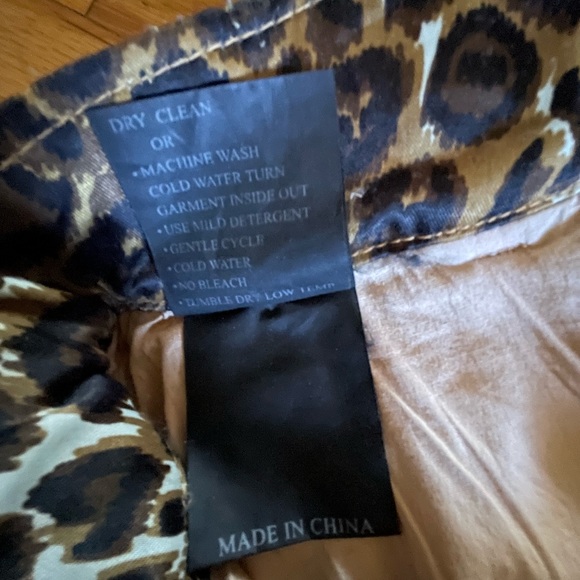 DRY CLEAN
OR
•MACHINE WASH
COLD WATER TURN
GARMENT INSIDE OUT
•USE MILD DETERGENT
•GENTLE CYCLE
•COLD WATER
•NO BLEACH
•TUMBLE DRY LOW TEMP
MADE IN CHINA